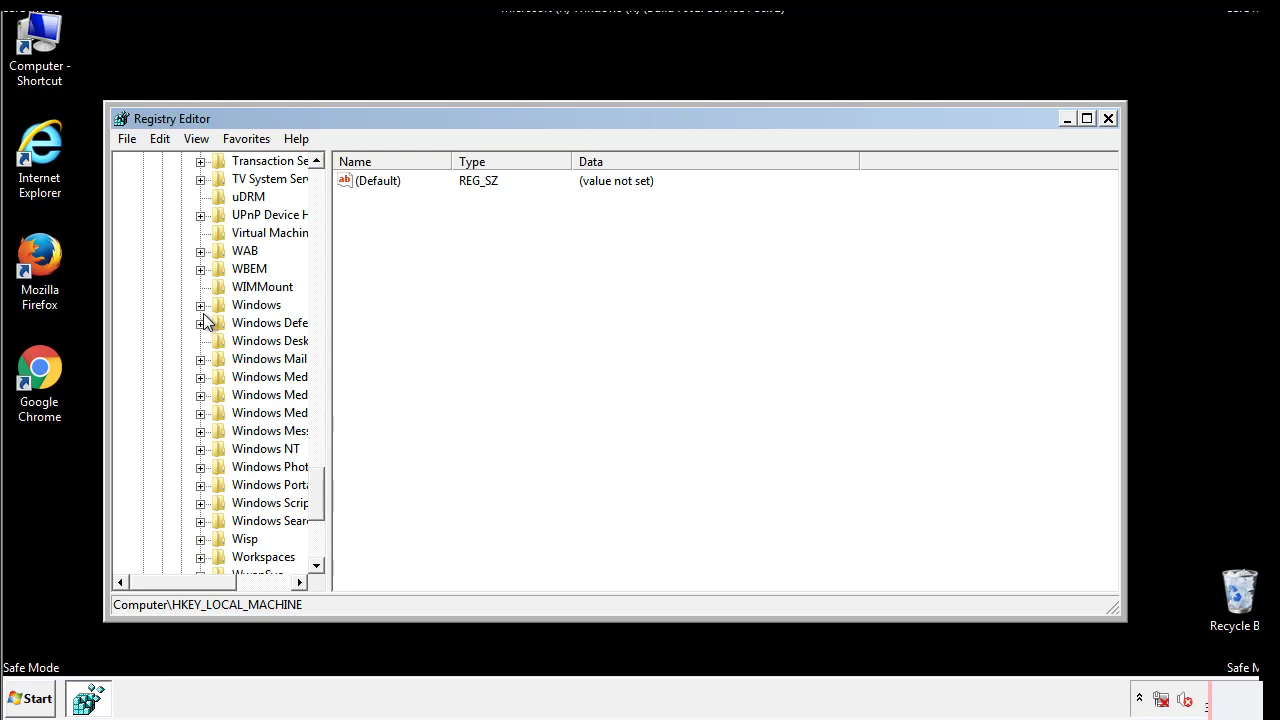 Computer -
Shortcut
Internet
Explorer
Mozilla
Firefox
Google
Chrome
Registry Editor
File Edit View Favorites Help
Transaction Se
TV System Serv
uDRM
UPnP Device H
Virtual Machin
WAB
WBEM
WIMMount
Windows
Windows Defe
Windows Desk
Windows Mail
Windows Med
Windows Med
Windows Med
Windows Mess
Windows NT
Windows Phot
Windows Porta
Windows Scrip
Windows Sear
Wisp
Workspaces
Name Type Data
(Default) REG_SZ (value not set)
Computer\HKEY_LOCAL_MACHINE
Recycle B
Safe Mode
Safe M
Start